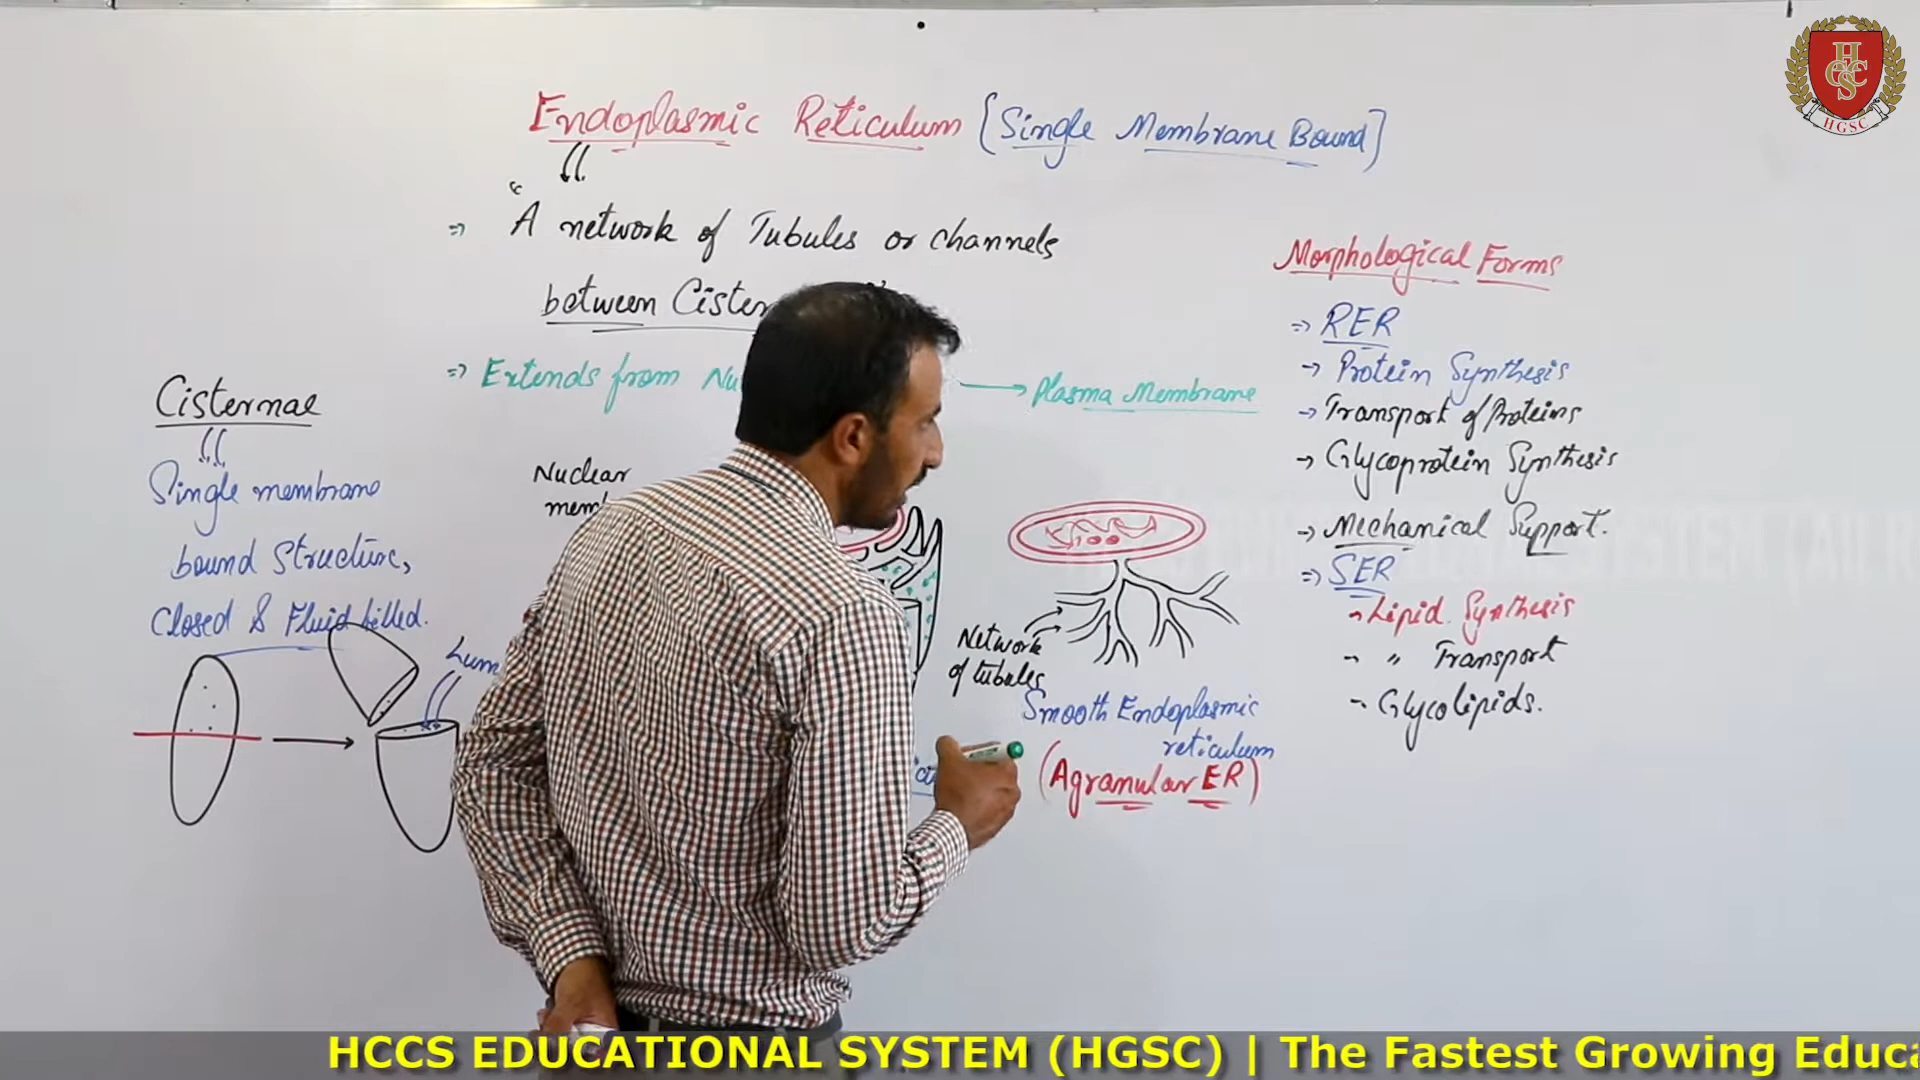 Endoplasmic Reticulum [Single Membrane Bound]
⇒ "A network of Tubules or channels
between
⇒ Extends from → Plasma Membrane
Cisternae
Single membrane
bound Structure,
Closed & Fluid filled.
Nuclear
Network
of tubules
Smooth Endoplasmic
reticulum
(Agranular ER)
Morphological Forms
⇒ RER
→ Protein Synthesis
→ Transport of Proteins
→ Glycoprotein Synthesis
→ Mechanical Support.
⇒ SER
→ Lipid Synthesis
- " Transport
- Glycolipids.
HGSC
HCCS EDUCATIONAL SYSTEM (HGSC) | The Fastest Growing